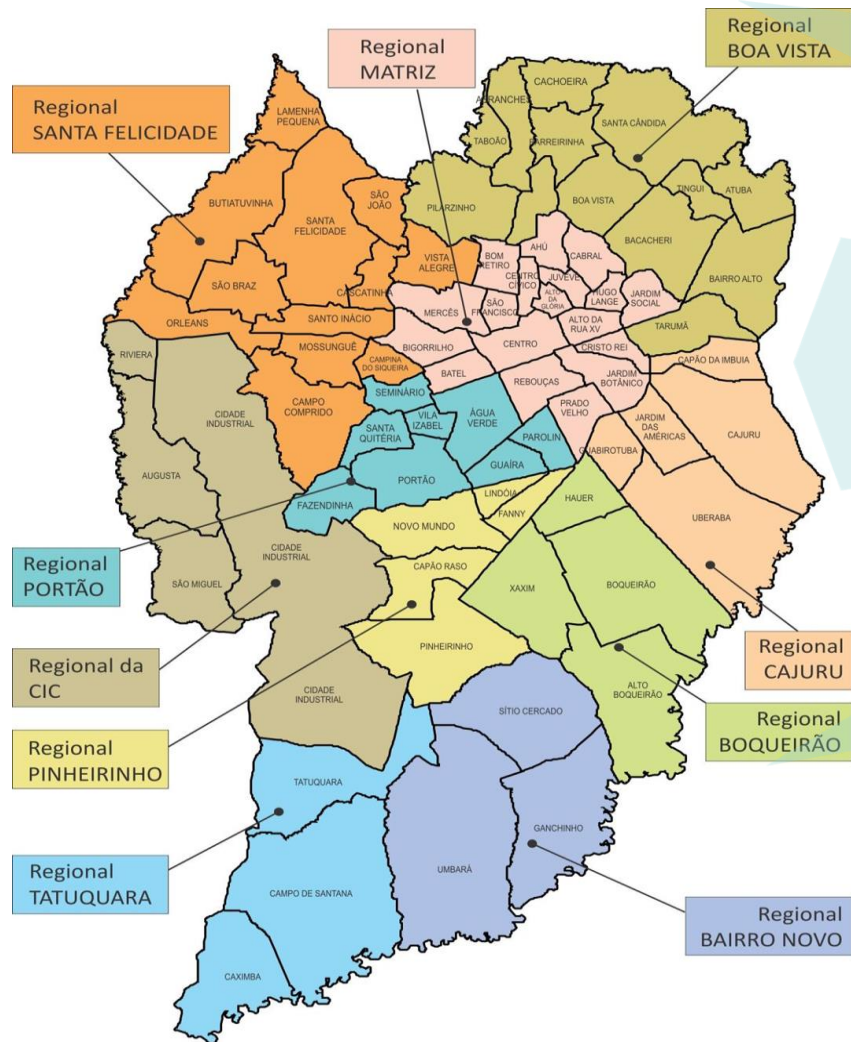 Regional
MATRIZ
Regional
BOA VISTA
Regional
SANTA FELICIDADE
LAMENHA
PEQUENA
BUTIATUVINHA
SANTA
FELICIDADE
SÃO
JOÃO
SÃO BRAZ
CASCATINHA
VISTA
ALEGRE
ORLEANS
SANTO INÁCIO
MOSSUNGUÊ
CAMPINA
DO SIQUEIRA
CAMPO
COMPRIDO
ABRANCHES
CACHOEIRA
TABOÃO
BARREIRINHA
SANTA CÂNDIDA
PILARZINHO
BOA VISTA
TINGUI
ATUBA
BACACHERI
BAIRRO ALTO
TARUMÃ
BOM
RETIRO
AHÚ
CABRAL
CENTRO
CÍVICO
JUVEVÊ
ALTO
DA
GLÓRIA
HUGO
LANGE
JARDIM
SOCIAL
MERCÊS
SÃO
FRANCISCO
ALTO DA
RUA XV
BIGORRILHO
CENTRO
CRISTO REI
BATEL
REBOUÇAS
JARDIM
BOTÂNICO
PRADO
VELHO
CAPÃO DA IMBUIA
JARDIM
DAS
AMÉRICAS
CAJURU
GUABIROTUBA
UBERABA
SEMINÁRIO
VILA
IZABEL
ÁGUA
VERDE
SANTA
QUITÉRIA
PAROLIN
PORTÃO
GUAÍRA
FAZENDINHA
RIVIERA
CIDADE
INDUSTRIAL
AUGUSTA
CIDADE
INDUSTRIAL
SÃO MIGUEL
CIDADE
INDUSTRIAL
LINDÓIA
FANNY
NOVO MUNDO
CAPÃO RASO
PINHEIRINHO
HAUER
XAXIM
BOQUEIRÃO
ALTO
BOQUEIRÃO
SÍTIO CERCADO
GANCHINHO
UMBARÁ
TATUQUARA
CAMPO DE SANTANA
CAXIMBA
Regional
PORTÃO
Regional da
CIC
Regional
PINHEIRINHO
Regional
TATUQUARA
Regional
CAJURU
Regional
BOQUEIRÃO
Regional
BAIRRO NOVO